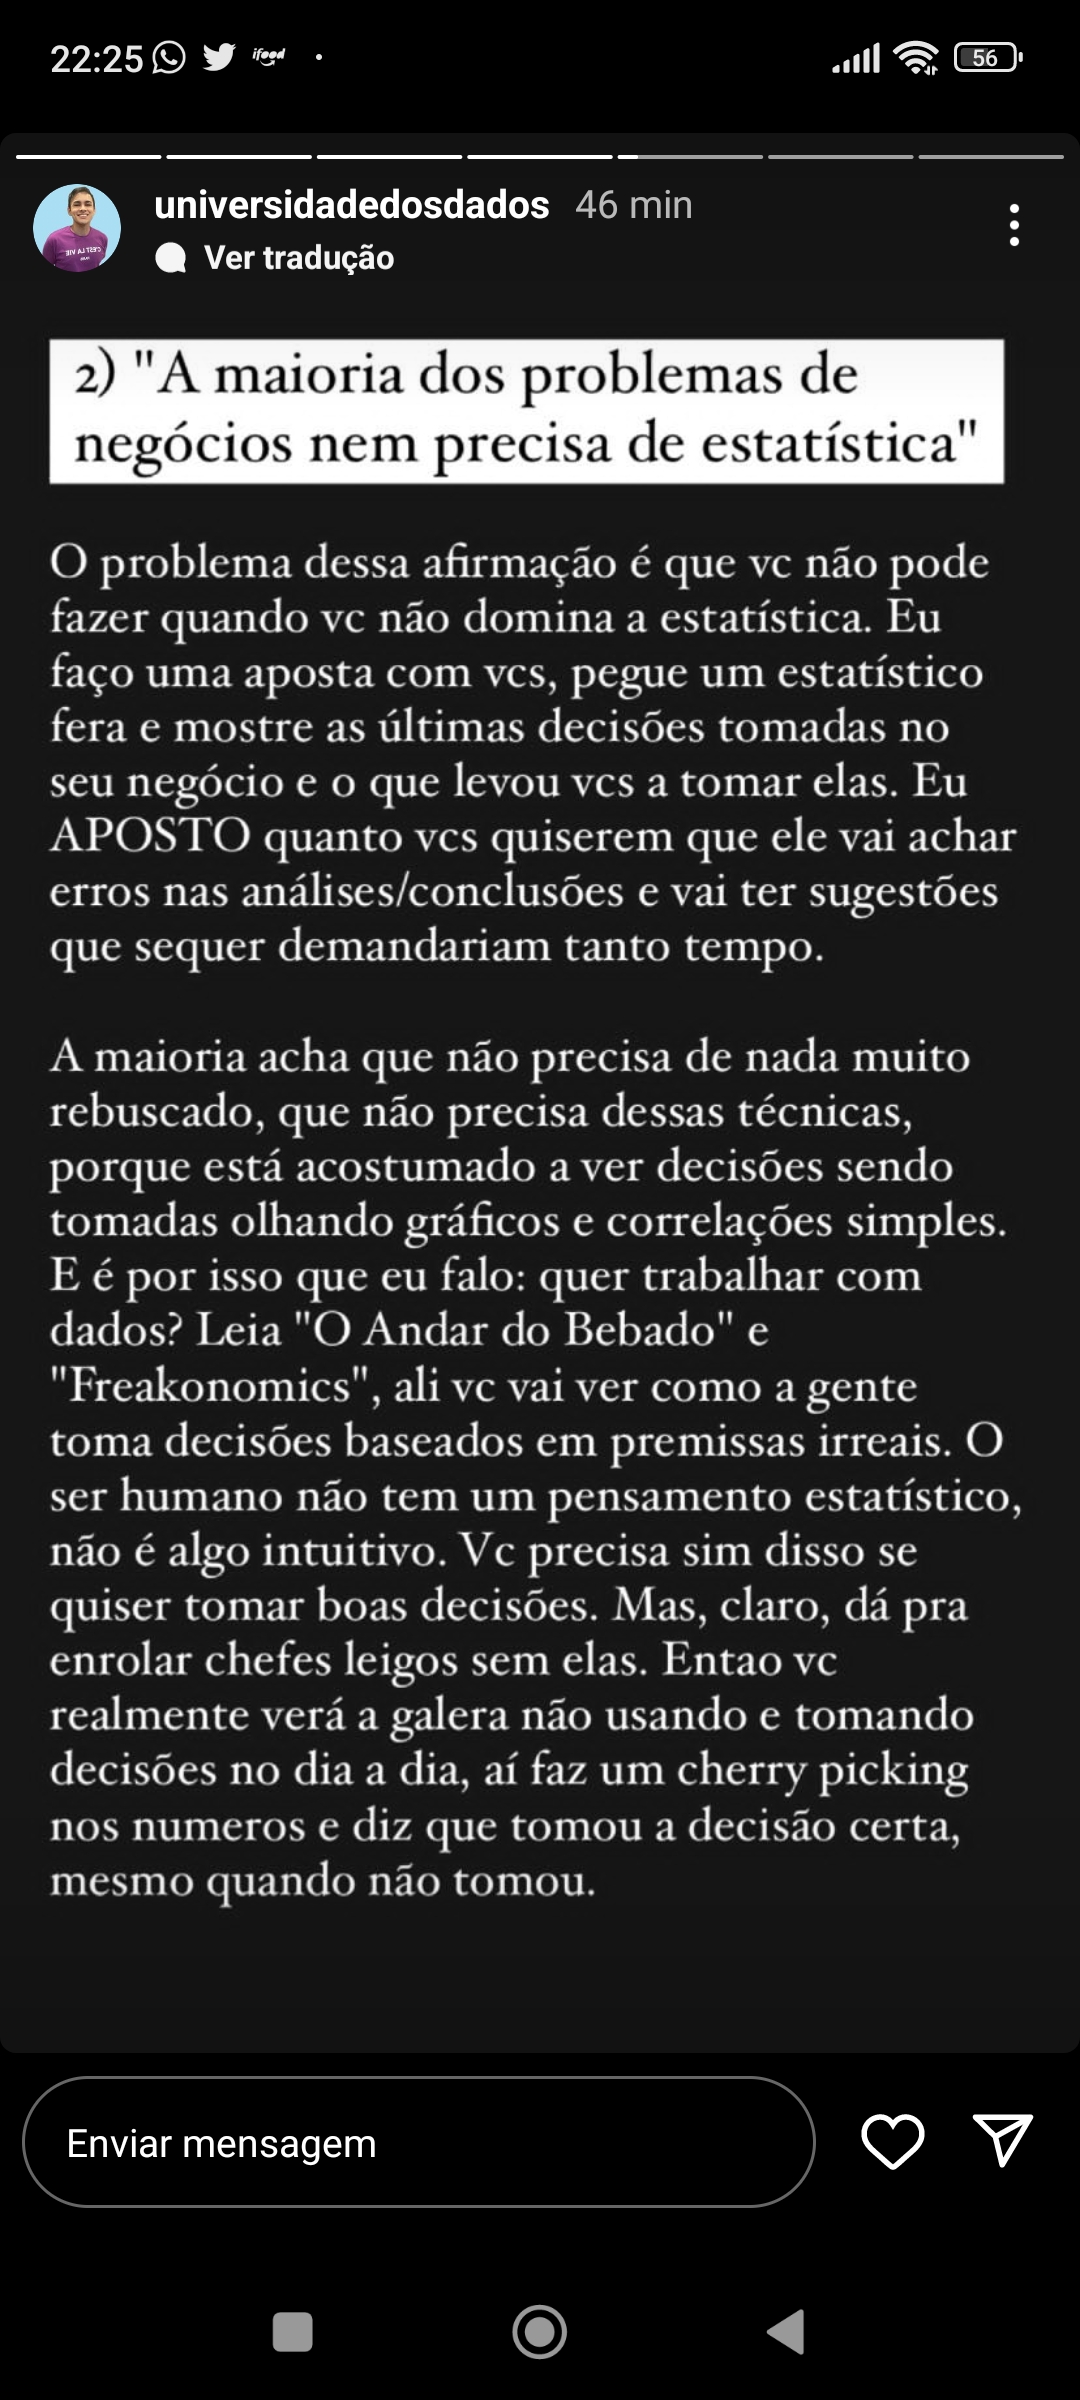 22:25 ifood 56
universidadedosdados 46 min
Ver tradução
C'EST LA VIE
2) "A maioria dos problemas de
negócios nem precisa de estatística"
O problema dessa afirmação é que vc não pode
fazer quando vc não domina a estatística. Eu
faço uma aposta com vcs, pegue um estatístico
fera e mostre as últimas decisões tomadas no
seu negócio e o que levou vcs a tomar elas. Eu
APOSTO quanto vcs quiserem que ele vai achar
erros nas análises/conclusões e vai ter sugestões
que sequer demandariam tanto tempo.
A maioria acha que não precisa de nada muito
rebuscado, que não precisa dessas técnicas,
porque está acostumado a ver decisões sendo
tomadas olhando gráficos e correlações simples.
E é por isso que eu falo: quer trabalhar com
dados? Leia "O Andar do Bebado" e
"Freakonomics", ali vc vai ver como a gente
toma decisões baseados em premissas irreais. O
ser humano não tem um pensamento estatístico,
não é algo intuitivo. Vc precisa sim disso se
quiser tomar boas decisões. Mas, claro, dá pra
enrolar chefes leigos sem elas. Entao vc
realmente verá a galera não usando e tomando
decisões no dia a dia, aí faz um cherry picking
nos numeros e diz que tomou a decisão certa,
mesmo quando não tomou.
Enviar mensagem